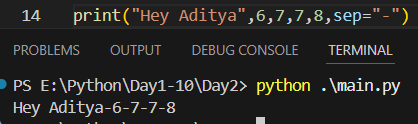 14 print("Hey Aditya",6,7,7,8,sep="-")
PROBLEMS OUTPUT DEBUG CONSOLE TERMINAL
PS E:\Python\Day1-10\Day2> python .\main.py
Hey Aditya-6-7-7-8